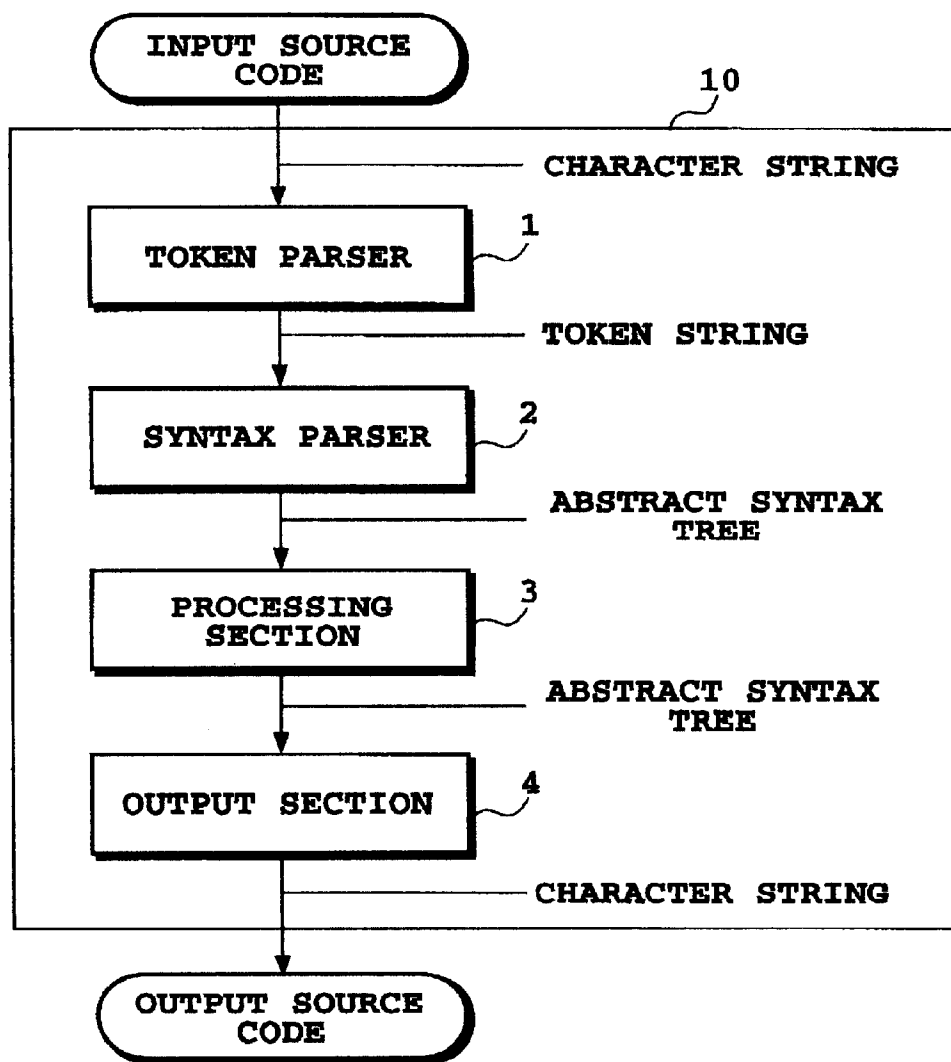 INPUT SOURCE
CODE
10
CHARACTER STRING
1
TOKEN PARSER
TOKEN STRING
2
SYNTAX PARSER
ABSTRACT SYNTAX
TREE
3
PROCESSING
SECTION
ABSTRACT SYNTAX
TREE
4
OUTPUT SECTION
CHARACTER STRING
OUTPUT SOURCE
CODE